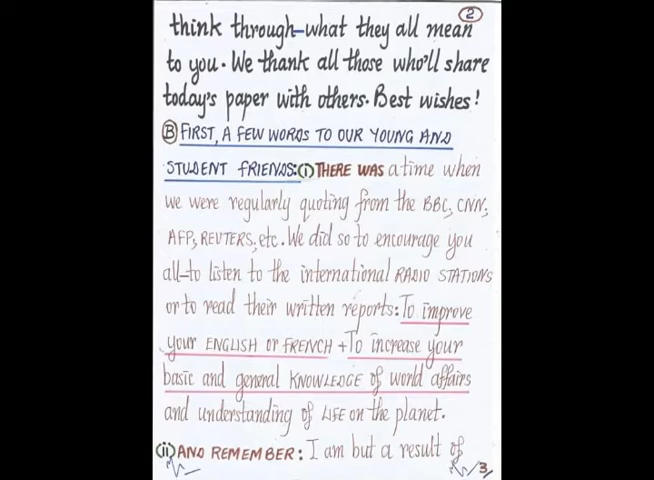 2
think through-what they all mean
to you. We thank all those who'll share
today's paper with others. Best wishes!
Ⓑ FIRST, A FEW WORDS TO OUR YOUNG AND
STUDENT FRIENDS: (i) THERE WAS a time when
we were regularly quoting from the BBC, CNN,
AFP, REUTERS, etc. We did so to encourage you
all-to listen to the international RADIO STATIONS
or to read their written reports: To improve
your ENGLISH or FRENCH + To increase your
basic and general KNOWLEDGE of world affairs
and understanding of LIFE on the planet.
(ii) AND REMEMBER: I am but a result of
3/